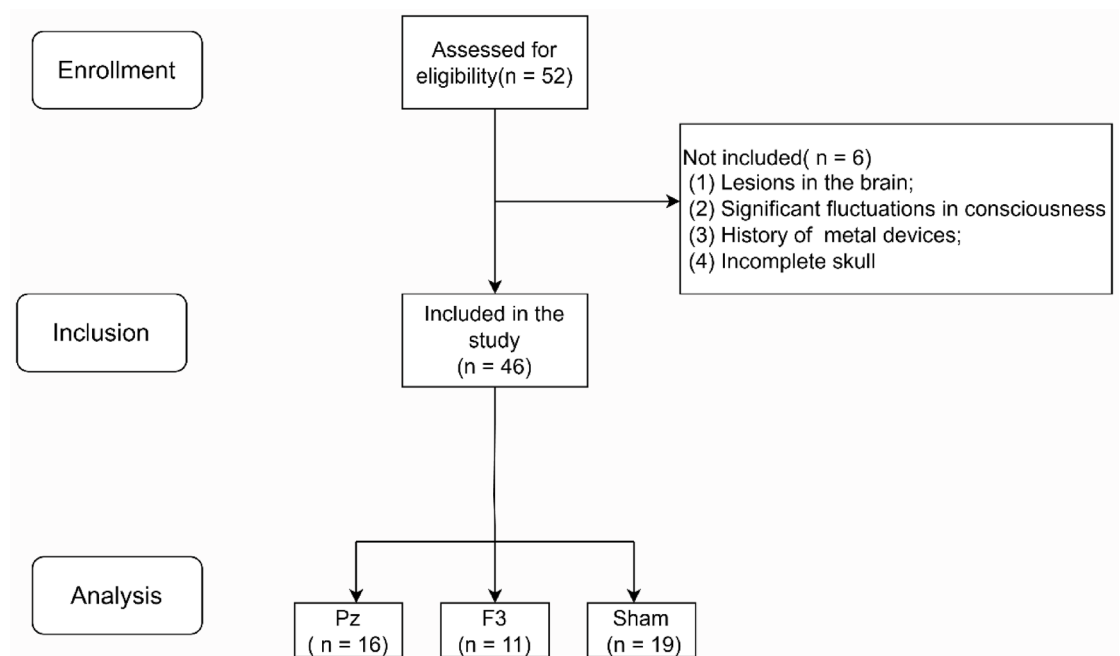 Enrollment
Assessed for
eligibility(n = 52)
Not included( n = 6)
(1) Lesions in the brain;
(2) Significant fluctuations in consciousness
(3) History of metal devices;
(4) Incomplete skull
Inclusion
Included in the
study
(n = 46)
Analysis
Pz
( n = 16)
F3
(n = 11)
Sham
(n = 19)